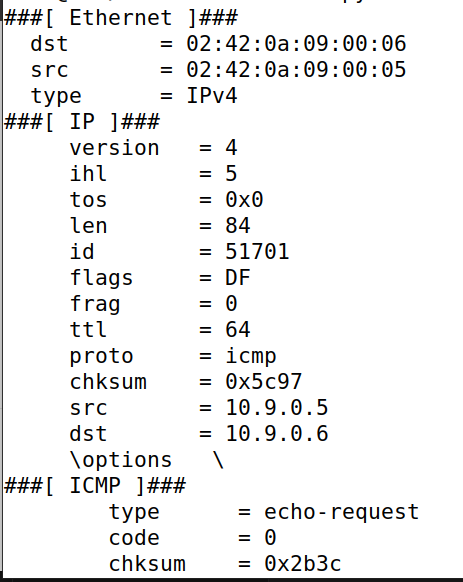 ###[ Ethernet ]###
  dst       = 02:42:0a:09:00:06
  src       = 02:42:0a:09:00:05
  type      = IPv4
###[ IP ]###
     version   = 4
     ihl       = 5
     tos       = 0x0
     len       = 84
     id        = 51701
     flags     = DF
     frag      = 0
     ttl       = 64
     proto     = icmp
     chksum    = 0x5c97
     src       = 10.9.0.5
     dst       = 10.9.0.6
     \options   \
###[ ICMP ]###
        type      = echo-request
        code      = 0
        chksum    = 0x2b3c